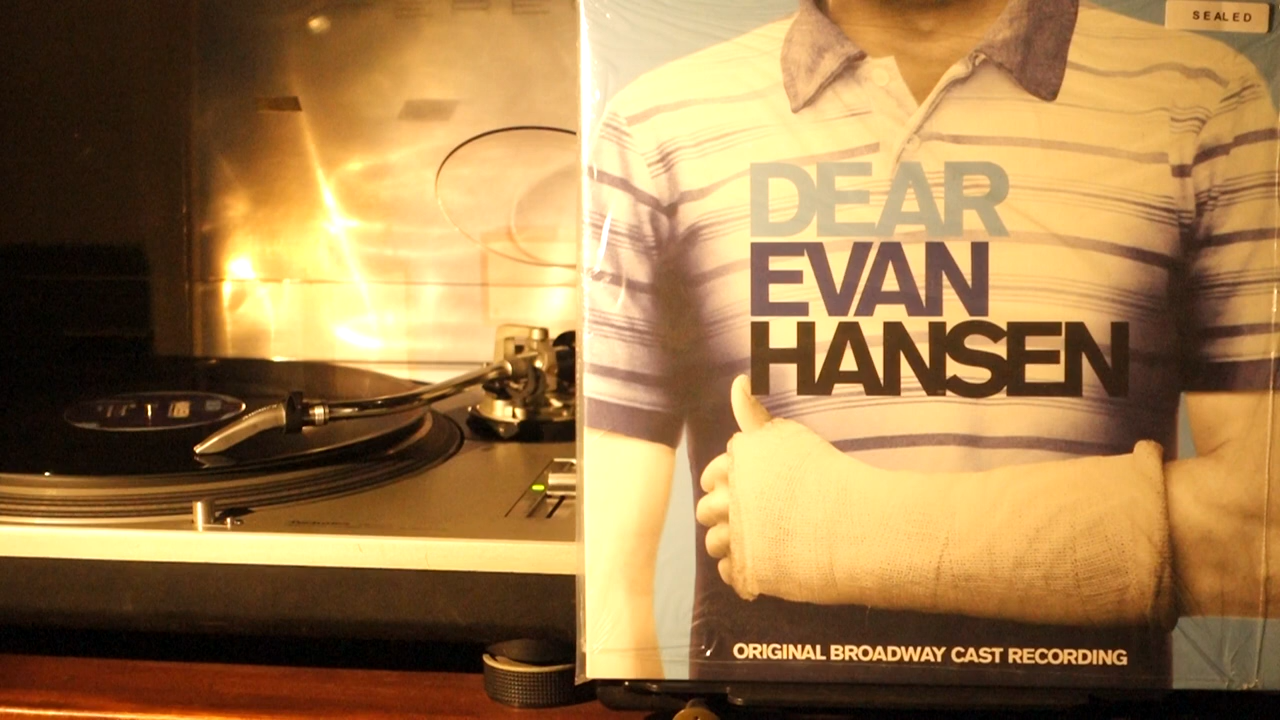 SEALED
DEAR
EVAN
HANSEN
ORIGINAL BROADWAY CAST RECORDING